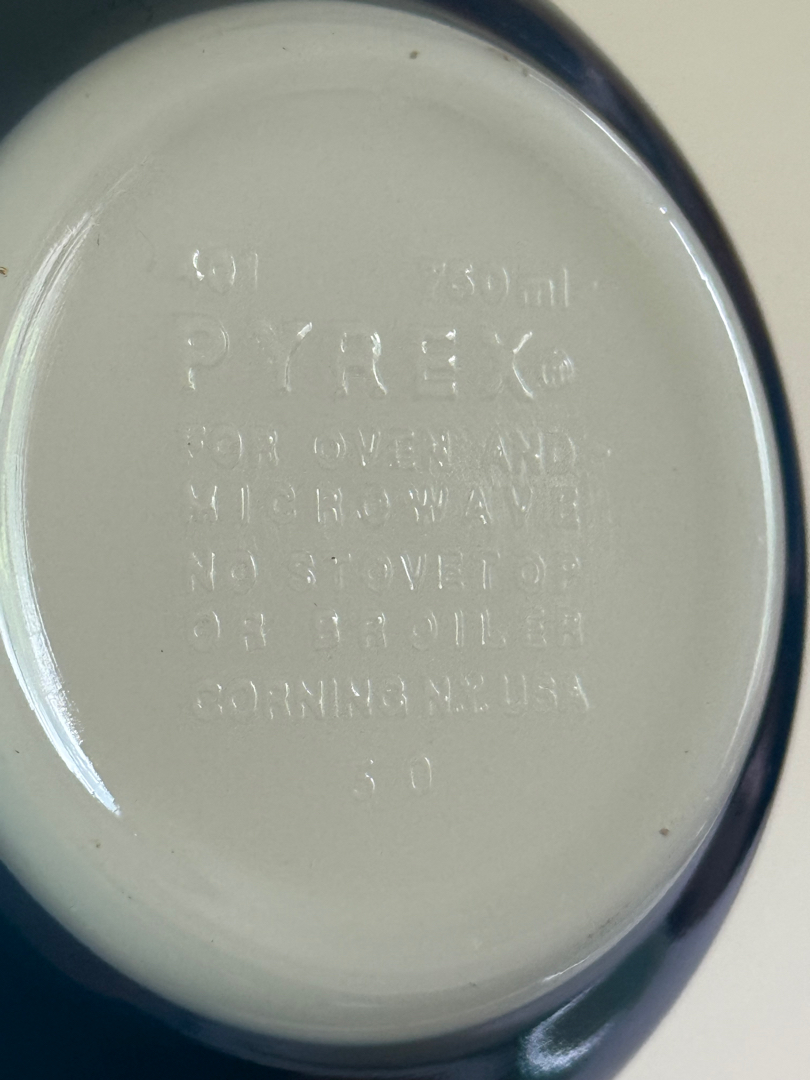 401 750ml
PYREX®
FOR OVEN AND
MICROWAVE
NO STOVETOP
OR BROILER
CORNING N.Y. USA
50